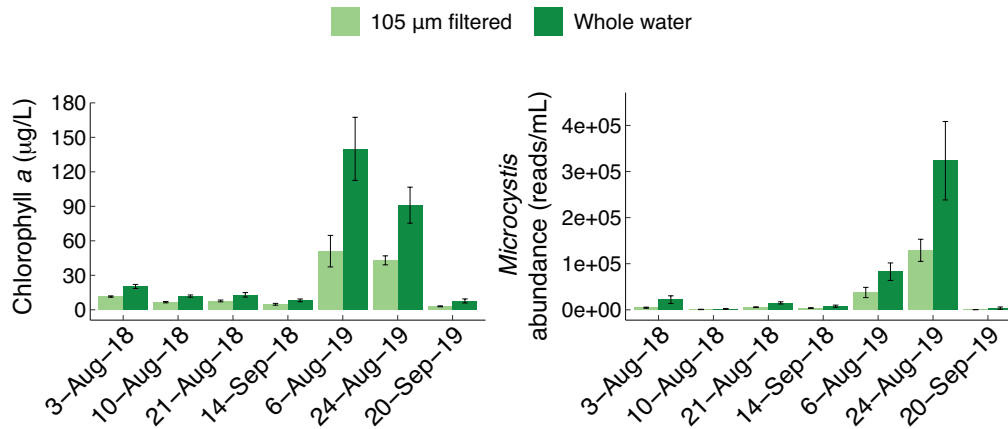 105 μm filtered
Whole water
Chlorophyll a (μg/L)
180
150
120
90
60
30
0
3−Aug−18
10−Aug−18
21−Aug−18
14−Sep−18
6−Aug−19
24−Aug−19
20−Sep−19
Microcystis
abundance (reads/mL)
4e+05
3e+05
2e+05
1e+05
0e+00
3−Aug−18
10−Aug−18
21−Aug−18
14−Sep−18
6−Aug−19
24−Aug−19
20−Sep−19